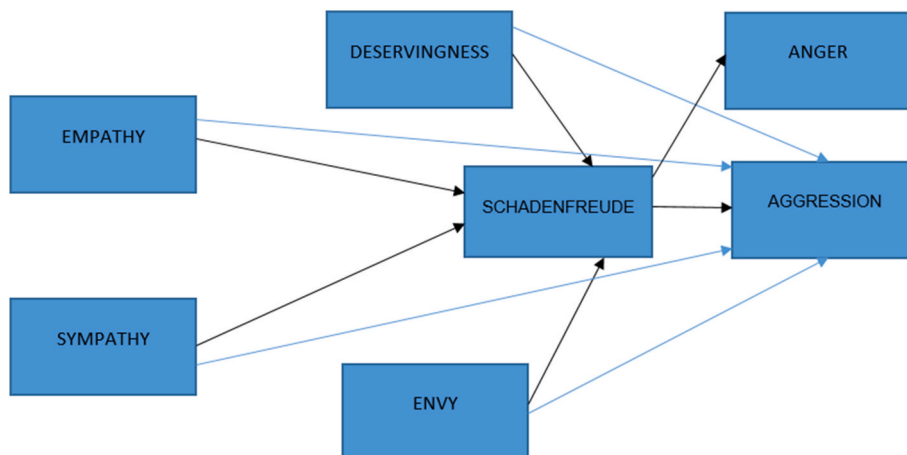 DESERVINGNESS
ANGER
EMPATHY
SCHADENFREUDE
AGGRESSION
SYMPATHY
ENVY